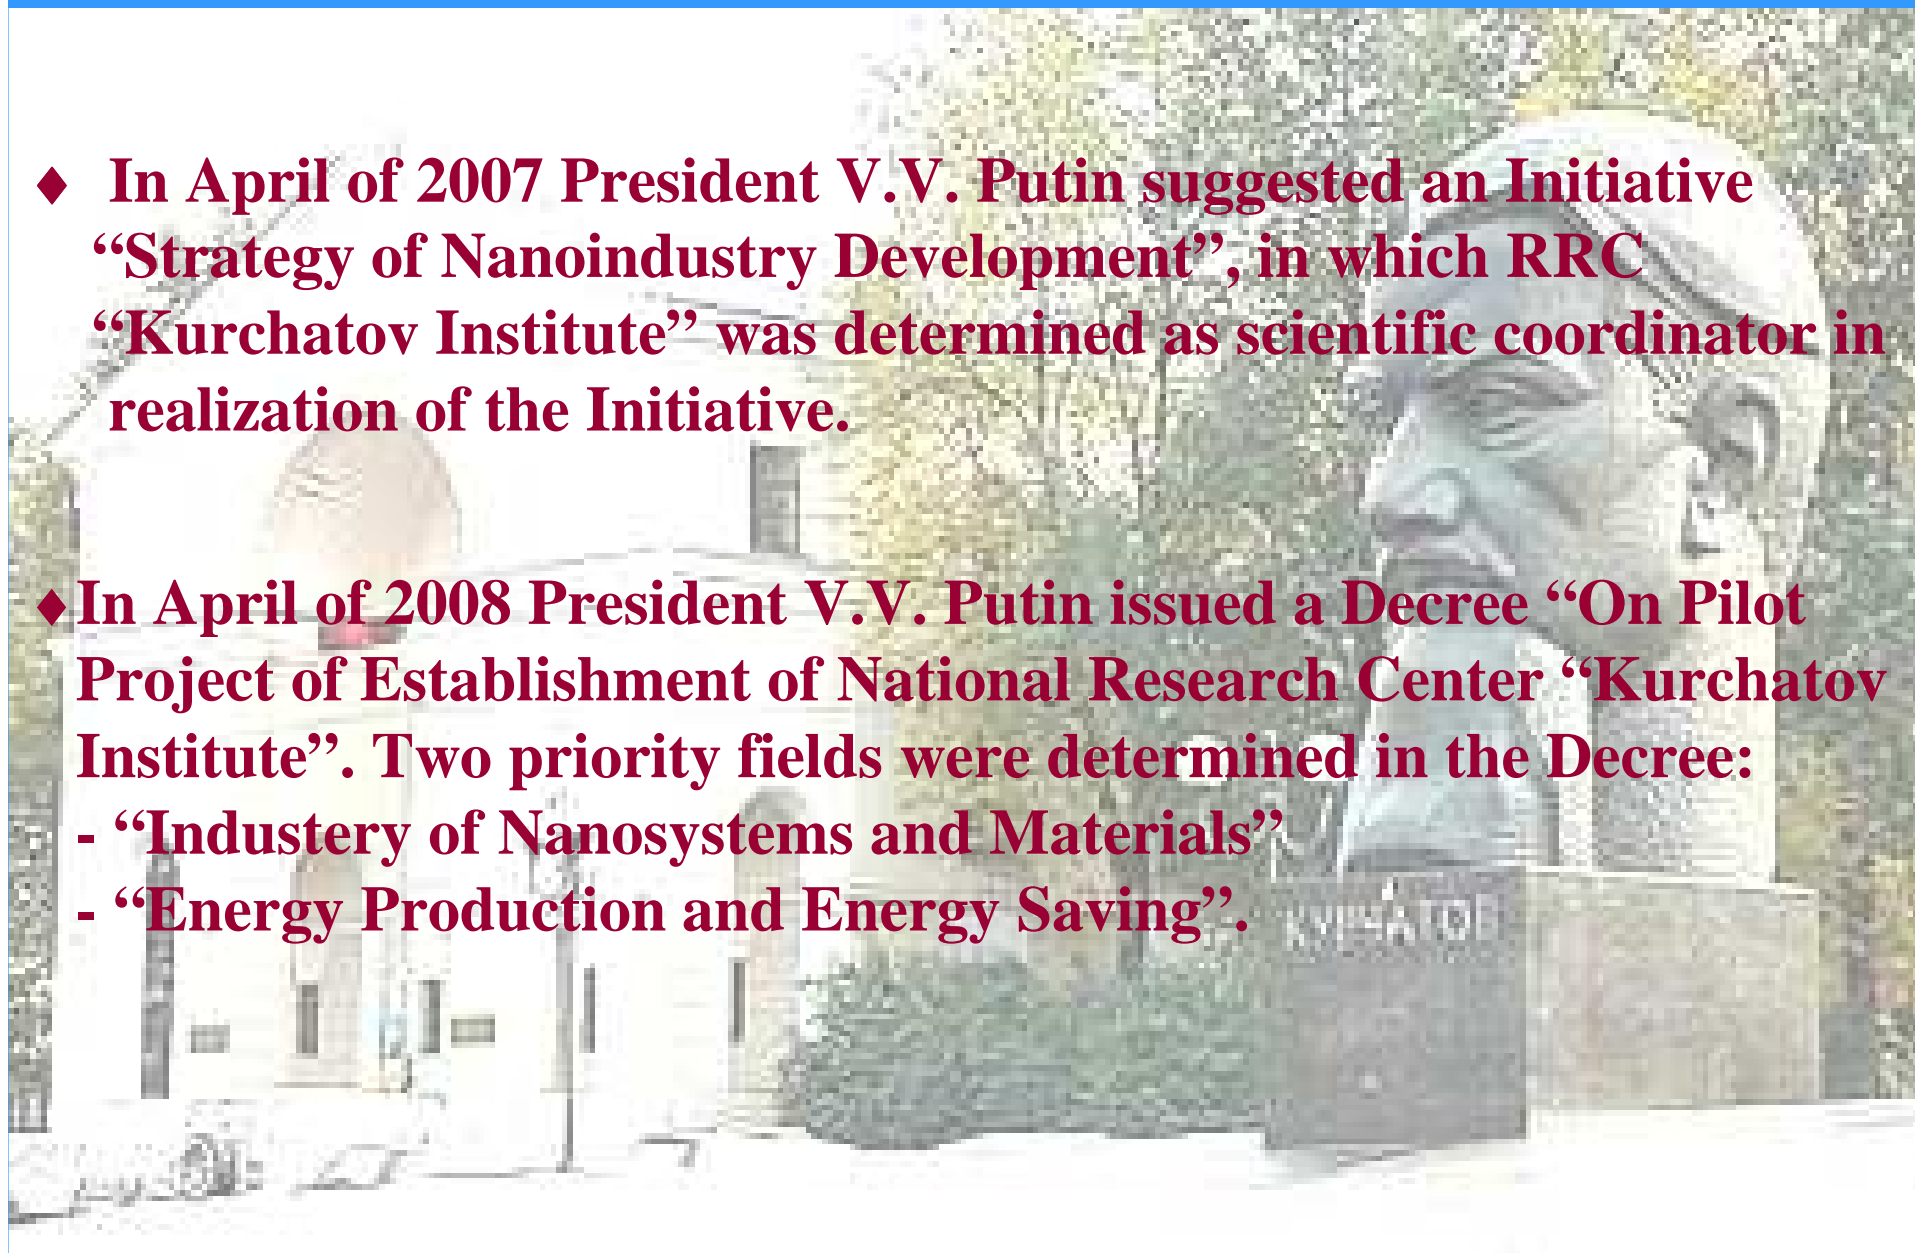 ♦ In April of 2007 President V.V. Putin suggested an Initiative
“Strategy of Nanoindustry Development”, in which RRC
“Kurchatov Institute” was determined as scientific coordinator in
realization of the Initiative.
♦ In April of 2008 President V.V. Putin issued a Decree “On Pilot
Project of Establishment of National Research Center “Kurchatov
Institute”. Two priority fields were determined in the Decree:
- “Industery of Nanosystems and Materials”
- “Energy Production and Energy Saving”.